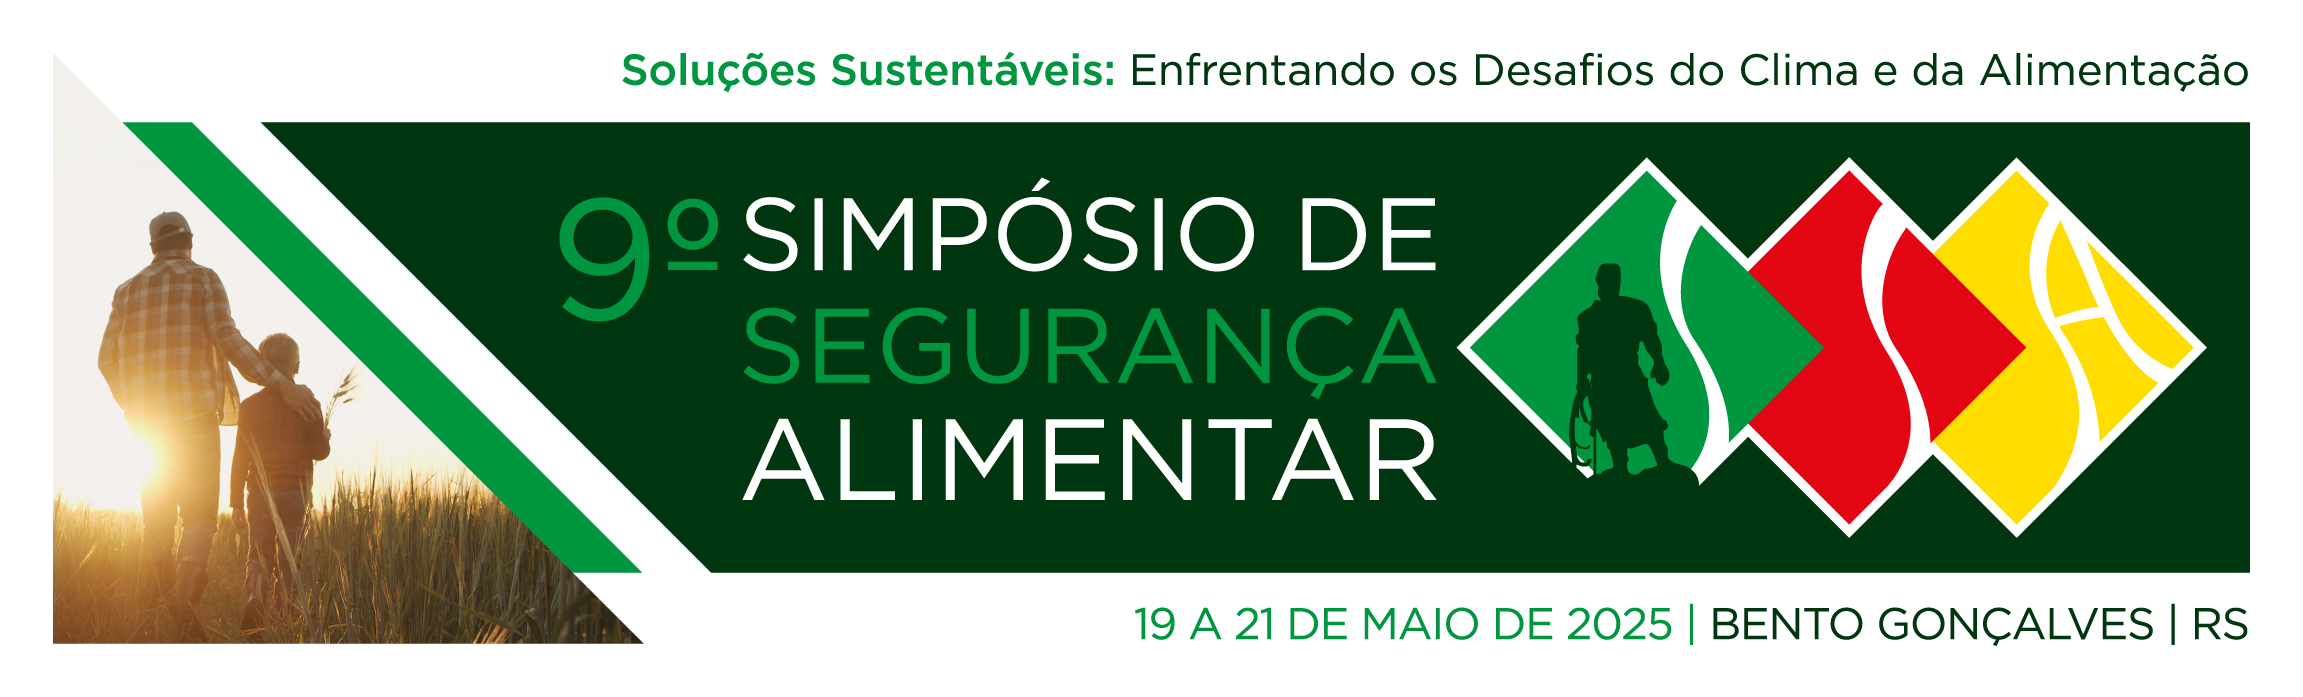 Soluções Sustentáveis: Enfrentando os Desafios do Clima e da Alimentação
9º SIMPÓSIO DE
SEGURANÇA
ALIMENTAR
SSA
19 A 21 DE MAIO DE 2025 | BENTO GONÇALVES | RS